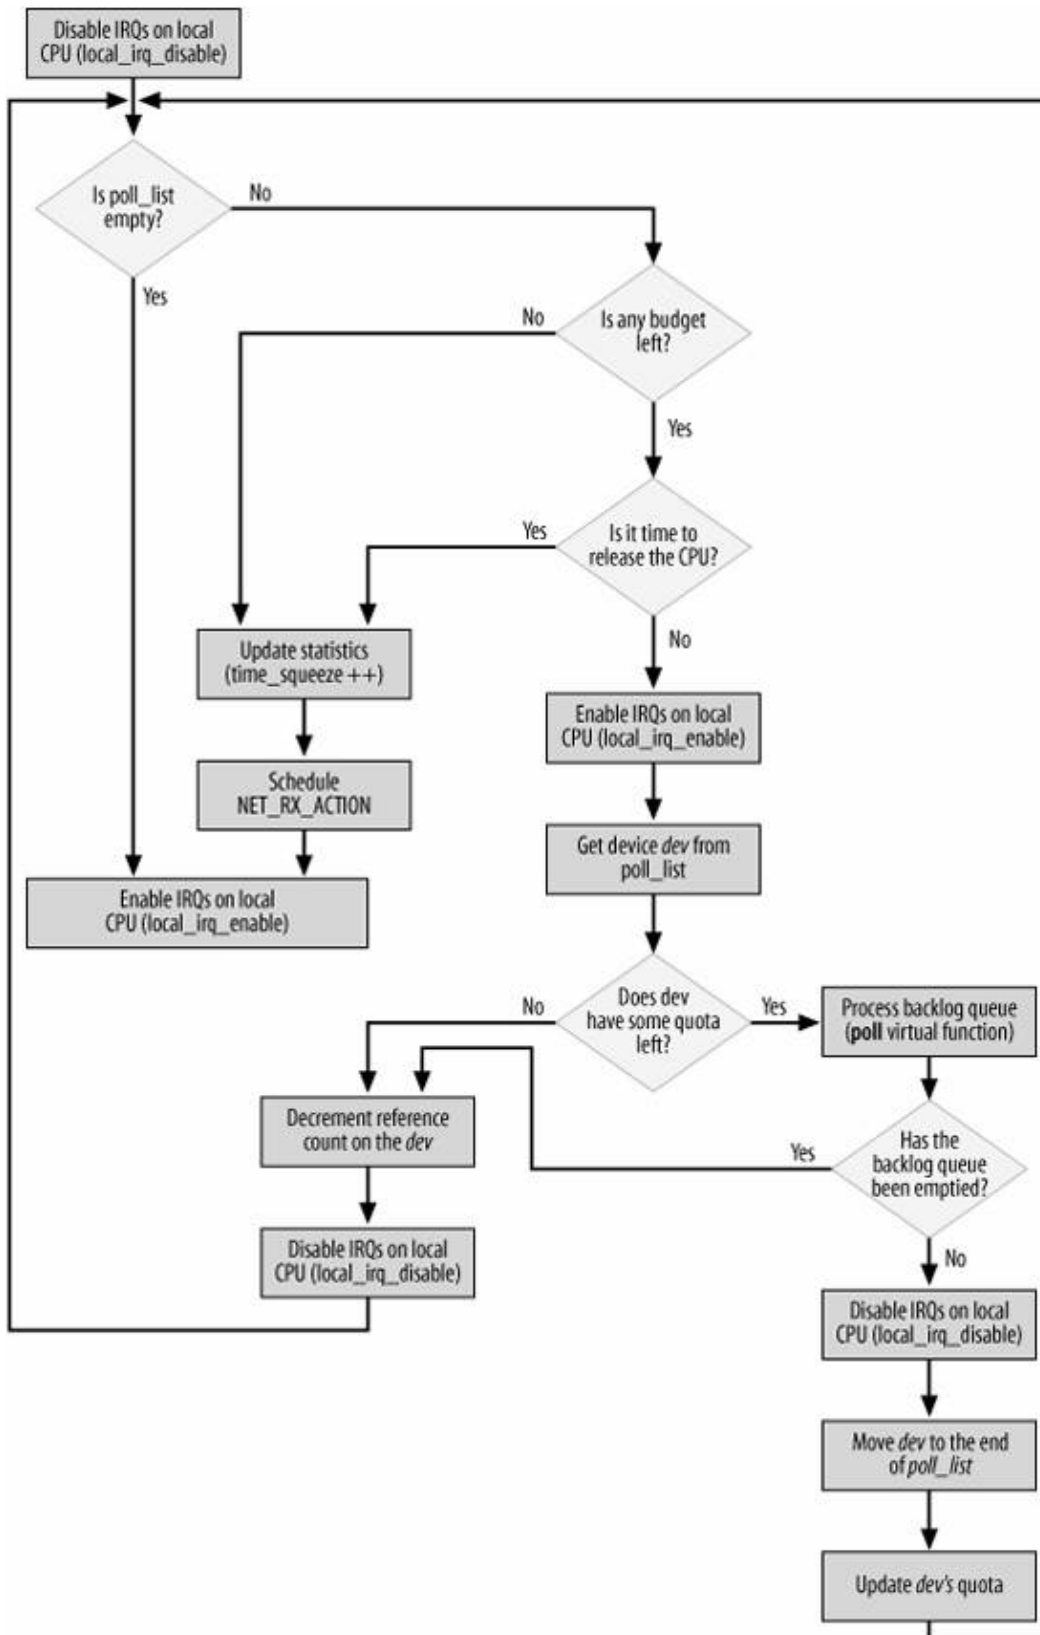 Disable IRQs on local
CPU (local_irq_disable)
Is poll_list
empty?
No
Yes
Is any budget
left?
No
Yes
Is it time to
release the CPU?
Yes
No
Update statistics
(time_squeeze ++)
Schedule
NET_RX_ACTION
Enable IRQs on local
CPU (local_irq_enable)
Enable IRQs on local
CPU (local_irq_enable)
Get device dev from
poll_list
Does dev
have some quota
left?
No
Yes
Process backlog queue
(poll virtual function)
Has the
backlog queue
been emptied?
Yes
No
Decrement reference
count on the dev
Disable IRQs on local
CPU (local_irq_disable)
Disable IRQs on local
CPU (local_irq_disable)
Move dev to the end
of poll_list
Update dev's quota